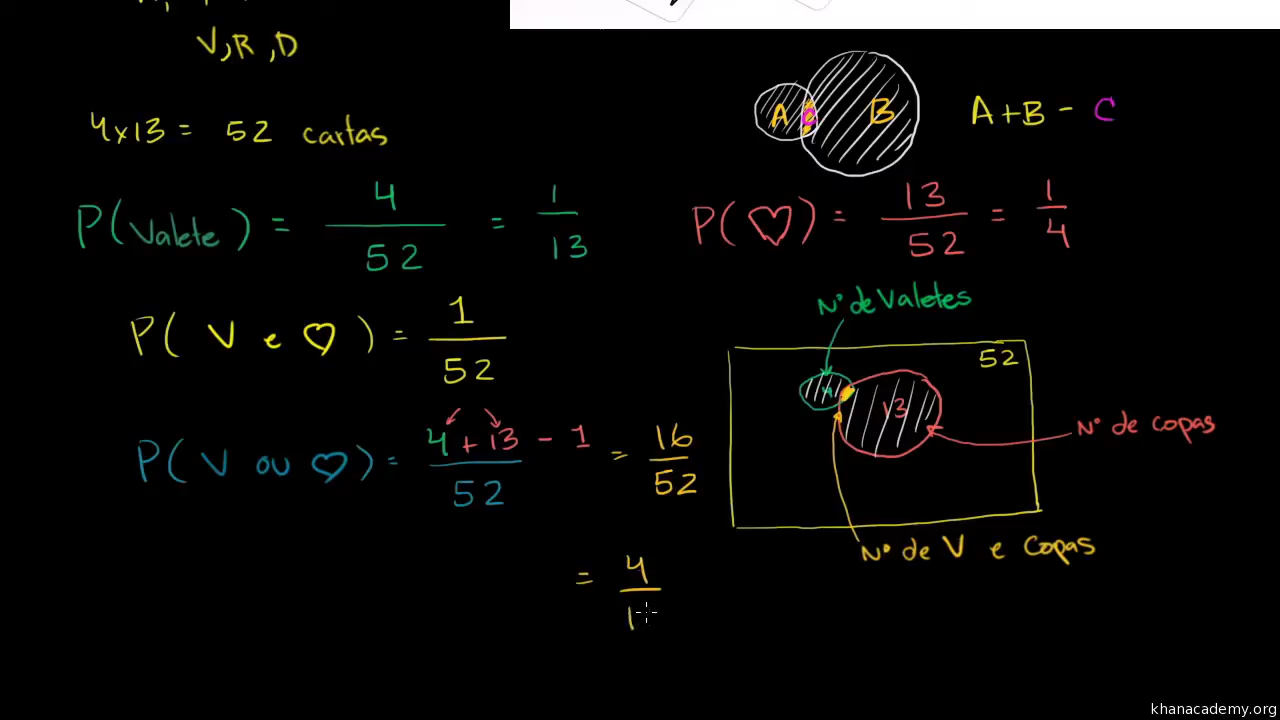 V,R,D
4x13 = 52 cartas
A C B A+B - C
P(Valete) = 4/52 = 1/13
P(♡) = 13/52 = 1/4
Nº de Valetes
P( V e ♡ ) = 1/52
52
4 13
Nº de copas
P( V ou ♡ ) = 4+13 - 1/52 = 16/52
Nº de V e copas
= 4/1
khanacademy.org